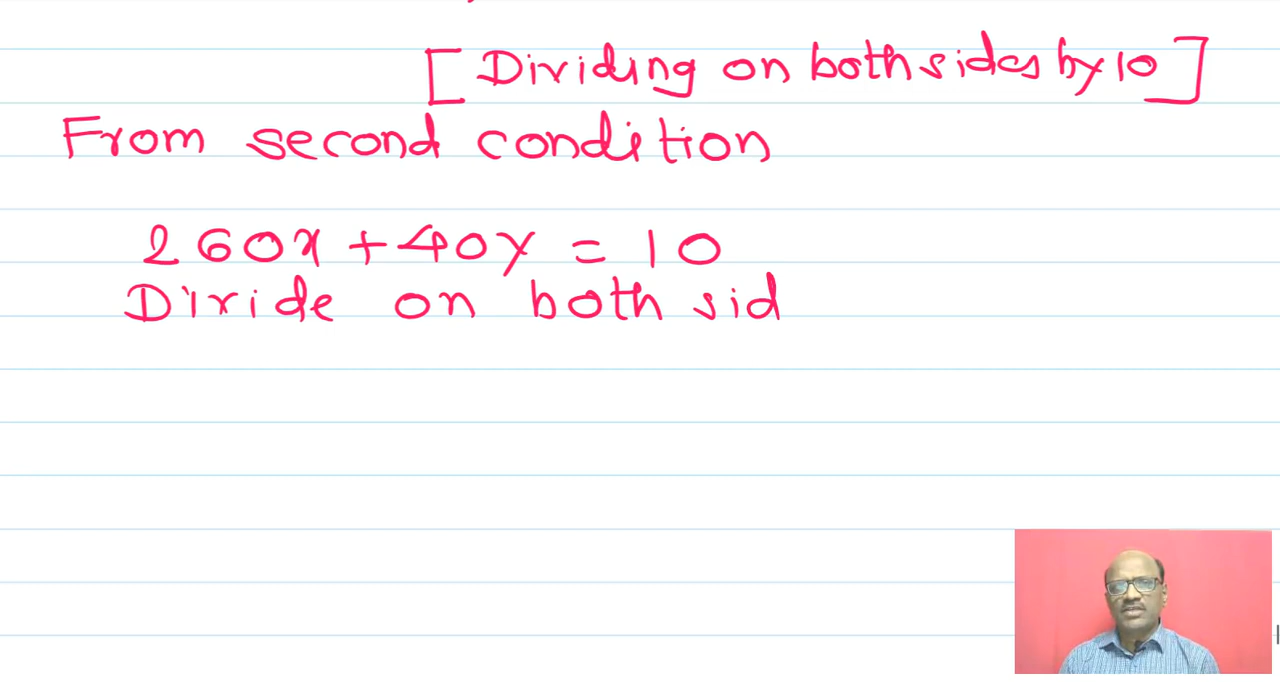 [ Dividing on both sides by 10 ]
From second condition
260x + 40y = 10
Divide on both sid